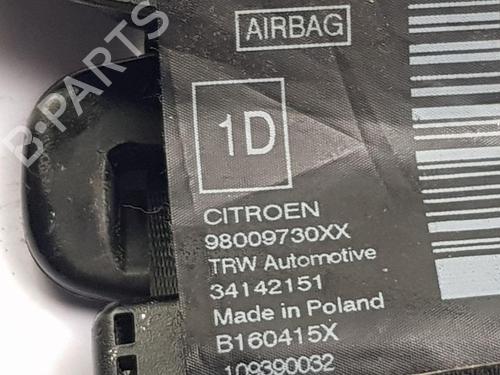 AIRBAG
1D
CITROEN
98009730XX
TRW Automotive
34142151
Made in Poland
B160415X
109390032
B-PARTS